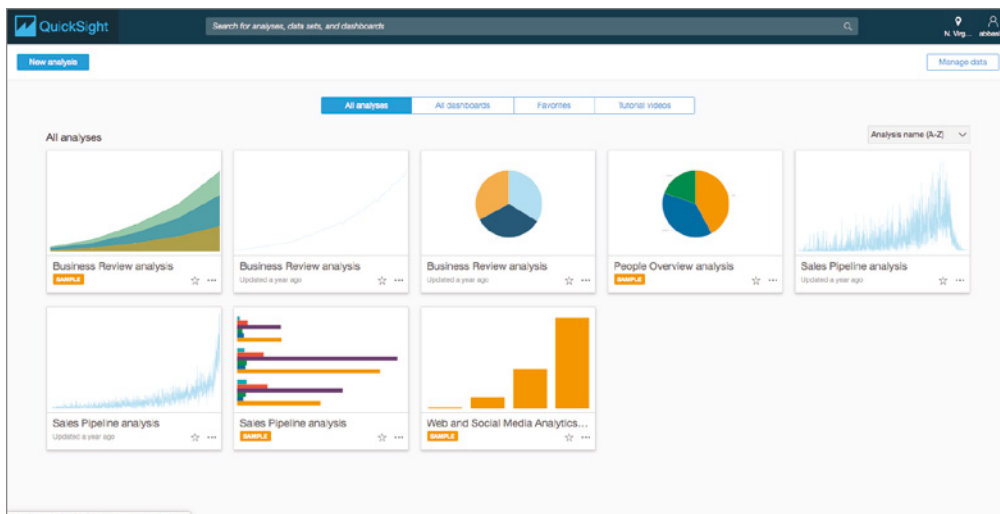 QuickSight
Search for analyses, data sets, and dashboards
N. Virg...
New analysis
Manage data
All analyses
All dashboards
Favorites
Tutorial videos
All analyses
Analysis name (A-Z)
Business Review analysis
SAMPLE
Business Review analysis
Updated a year ago
Business Review analysis
Updated a year ago
People Overview analysis
SAMPLE
Sales Pipeline analysis
Updated a year ago
Sales Pipeline analysis
Updated a year ago
Sales Pipeline analysis
SAMPLE
Web and Social Media Analytics...
SAMPLE